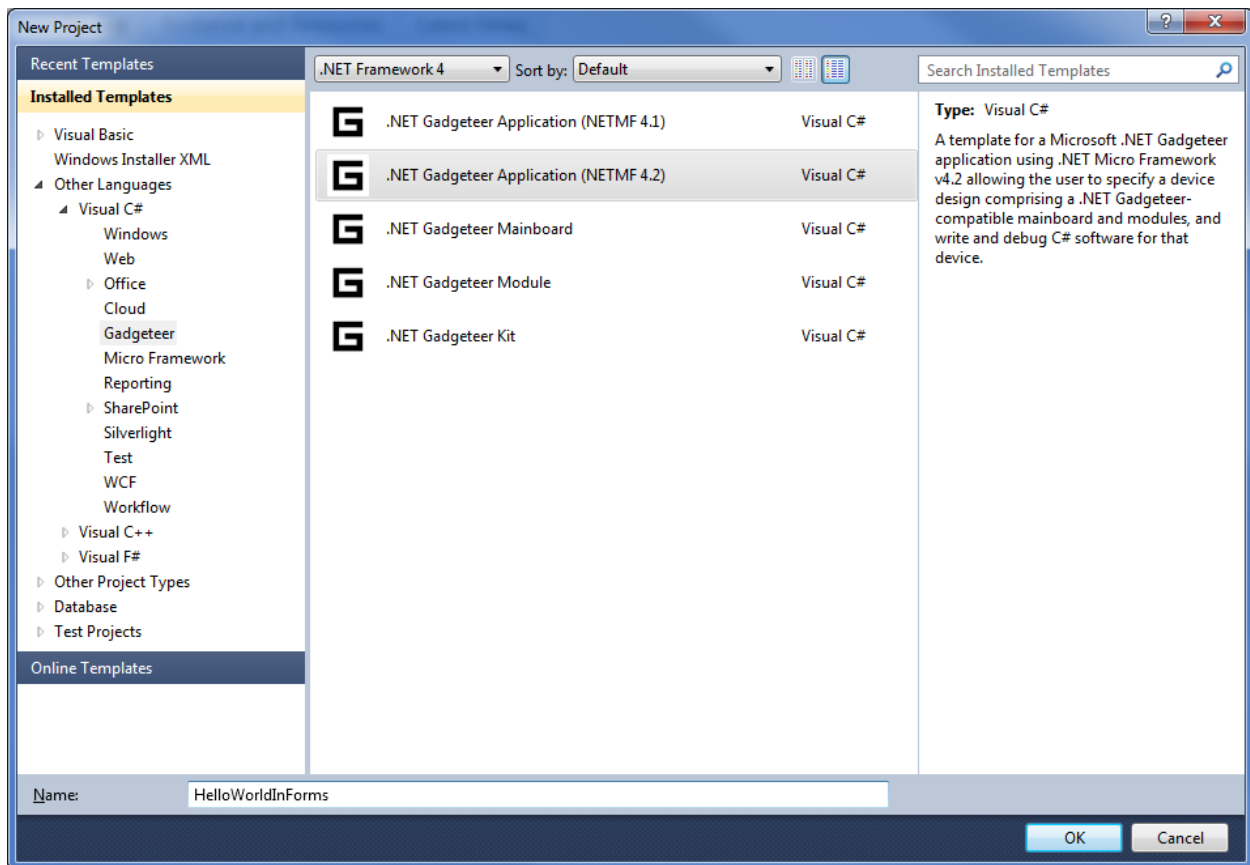 New Project
Recent Templates
Installed Templates
Visual Basic
Windows Installer XML
Other Languages
Visual C#
Windows
Web
Office
Cloud
Gadgeteer
Micro Framework
Reporting
SharePoint
Silverlight
Test
WCF
Workflow
Visual C++
Visual F#
Other Project Types
Database
Test Projects
Online Templates
.NET Framework 4 Sort by: Default
.NET Gadgeteer Application (NETMF 4.1) Visual C#
.NET Gadgeteer Application (NETMF 4.2) Visual C#
.NET Gadgeteer Mainboard Visual C#
.NET Gadgeteer Module Visual C#
.NET Gadgeteer Kit Visual C#
Search Installed Templates
Type: Visual C#
A template for a Microsoft .NET Gadgeteer
application using .NET Micro Framework
v4.2 allowing the user to specify a device
design comprising a .NET Gadgeteer-
compatible mainboard and modules, and
write and debug C# software for that
device.
Name: HelloWorldInForms
OK Cancel